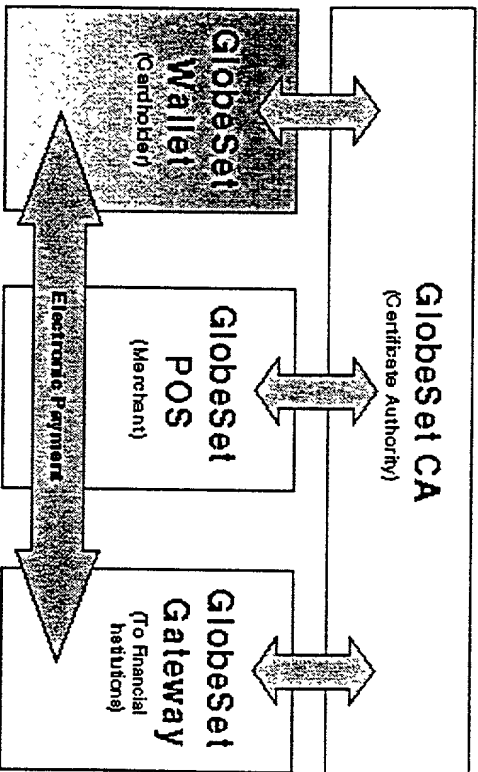 GlobeSet CA
(Certificate Authority)
GlobeSet
Wallet
(Cardholder)
GlobeSet
POS
(Merchant)
GlobeSet
Gateway
(To Financial
Institutions)
Electronic Payment